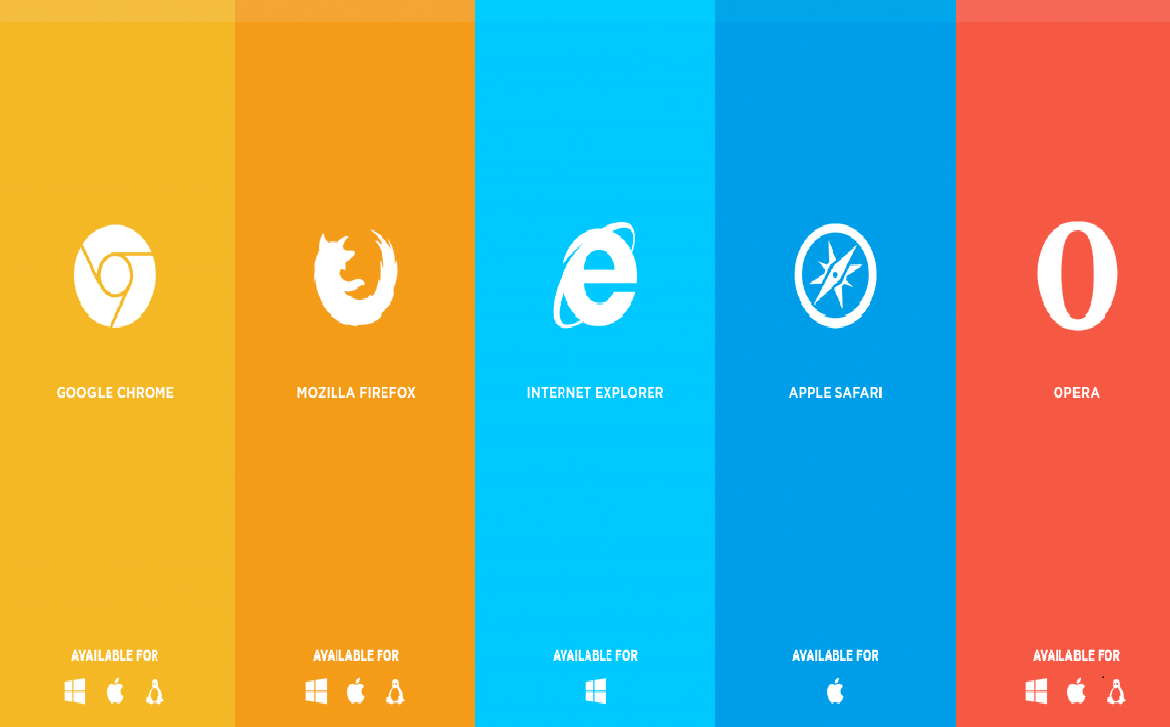 GOOGLE CHROME
MOZILLA FIREFOX
INTERNET EXPLORER
APPLE SAFARI
OPERA
AVAILABLE FOR
AVAILABLE FOR
AVAILABLE FOR
AVAILABLE FOR
AVAILABLE FOR